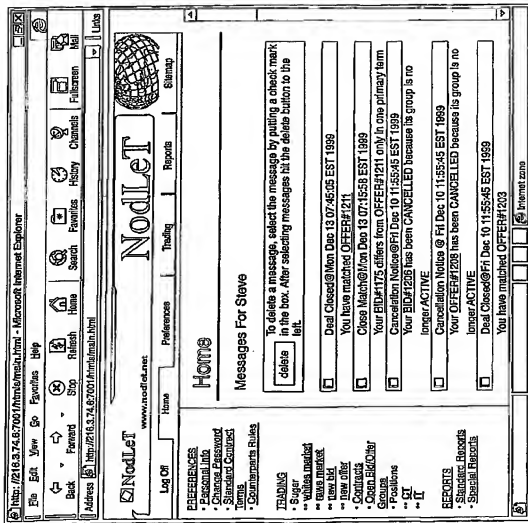 http://216.3.74.6:7001/htmls/main.html - Microsoft Internet Explorer
File Edit View Go Favorites Help
Back Forward Stop Refresh Home Search Favorites History Channels Fullscreen Mail
Address http://216.3.74.6:7001/htmls/main.html Links
NodLeT
www.nodlet.net
NodLeT
Log Off Home Preferences Trading Reports Sitemap
PREFERENCES
• Personal Info
• Change Password
• Standard Contract
Terms
• Counterparts Rules
TRADING
• Sugar
•• whites market
•• raws market
•• new bid
•• new offer
• Contracts
• Open Bid/Offer
Groups
• Positions
•• GT
•• IT
REPORTS
• Standard Reports
• Special Reports
Home
Messages For Steve
delete
To delete a message, select the message by putting a check mark
in the box. After selecting messages hit the delete button to the
left.
Deal Closed@Mon Dec 13 07:45:05 EST 1999
You have matched OFFER#1211
Close Match@Mon Dec 13 07:15:58 EST 1999
Your BID#1175 differs from OFFER#1211 only in one primary term
Cancelation Notice@Fri Dec 10 11:55:45 EST 1999
Your BID#1206 has been CANCELLED because its group is no
longer ACTIVE
Cancellation Notice @ Fri Dec 10 11:55:45 EST 1999
Your OFFER#1208 has been CANCELLED because its group is no
longer ACTIVE
Deal Closed@Fri Dec 10 11:55:45 EST 1999
You have matched OFFER#1203
Internet zone